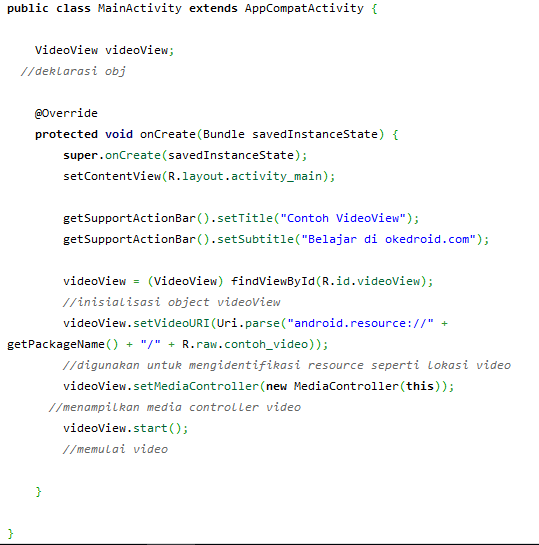 public class MainActivity extends AppCompatActivity {
VideoView videoView;
//deklarasi obj
@Override
protected void onCreate(Bundle savedInstanceState) {
super.onCreate(savedInstanceState);
setContentView(R.layout.activity_main);
getSupportActionBar().setTitle("Contoh VideoView");
getSupportActionBar().setSubtitle("Belajar di okedroid.com");
videoView = (VideoView) findViewById(R.id.videoView);
//inisialisasi object videoView
videoView.setVideoURI(Uri.parse("android.resource://" +
getPackageName() + "/" + R.raw.contoh_video));
//digunakan untuk mengidentifikasi resource seperti lokasi video
videoView.setMediaController(new MediaController(this));
//menampilkan media controller video
videoView.start();
//memulai video
}
}